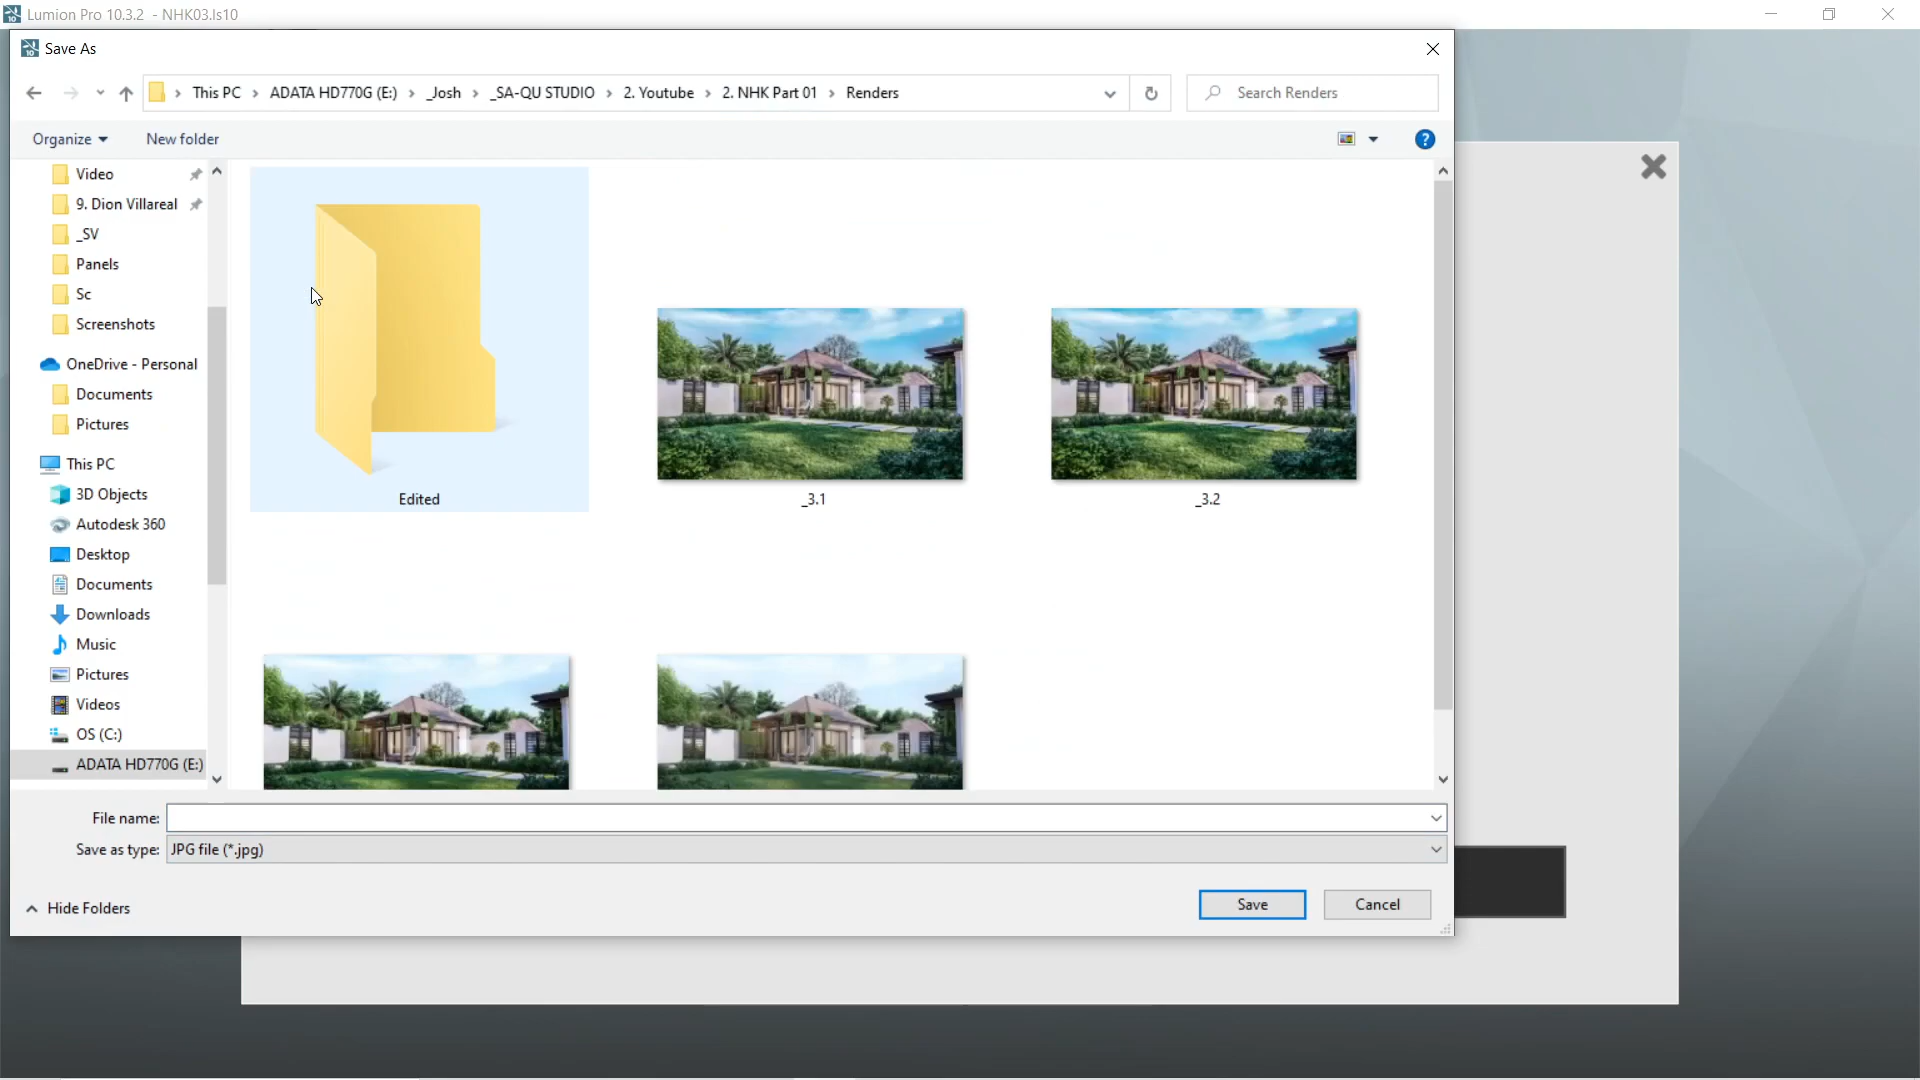 Lumion Pro 10.3.2 - NHK03.ls10
Save As
This PC > ADATA HD770G (E:) > _Josh > _SA-QU STUDIO > 2. Youtube > 2. NHK Part 01 > Renders
Search Renders
Organize
New folder
Video
9. Dion Villareal
_SV
Panels
Sc
Screenshots
OneDrive - Personal
Documents
Pictures
This PC
3D Objects
Autodesk 360
Desktop
Documents
Downloads
Music
Pictures
Videos
OS (C:)
ADATA HD770G (E:)
Edited
_3.1
_3.2
File name:
Save as type: JPG file (*.jpg)
Hide Folders
Save
Cancel